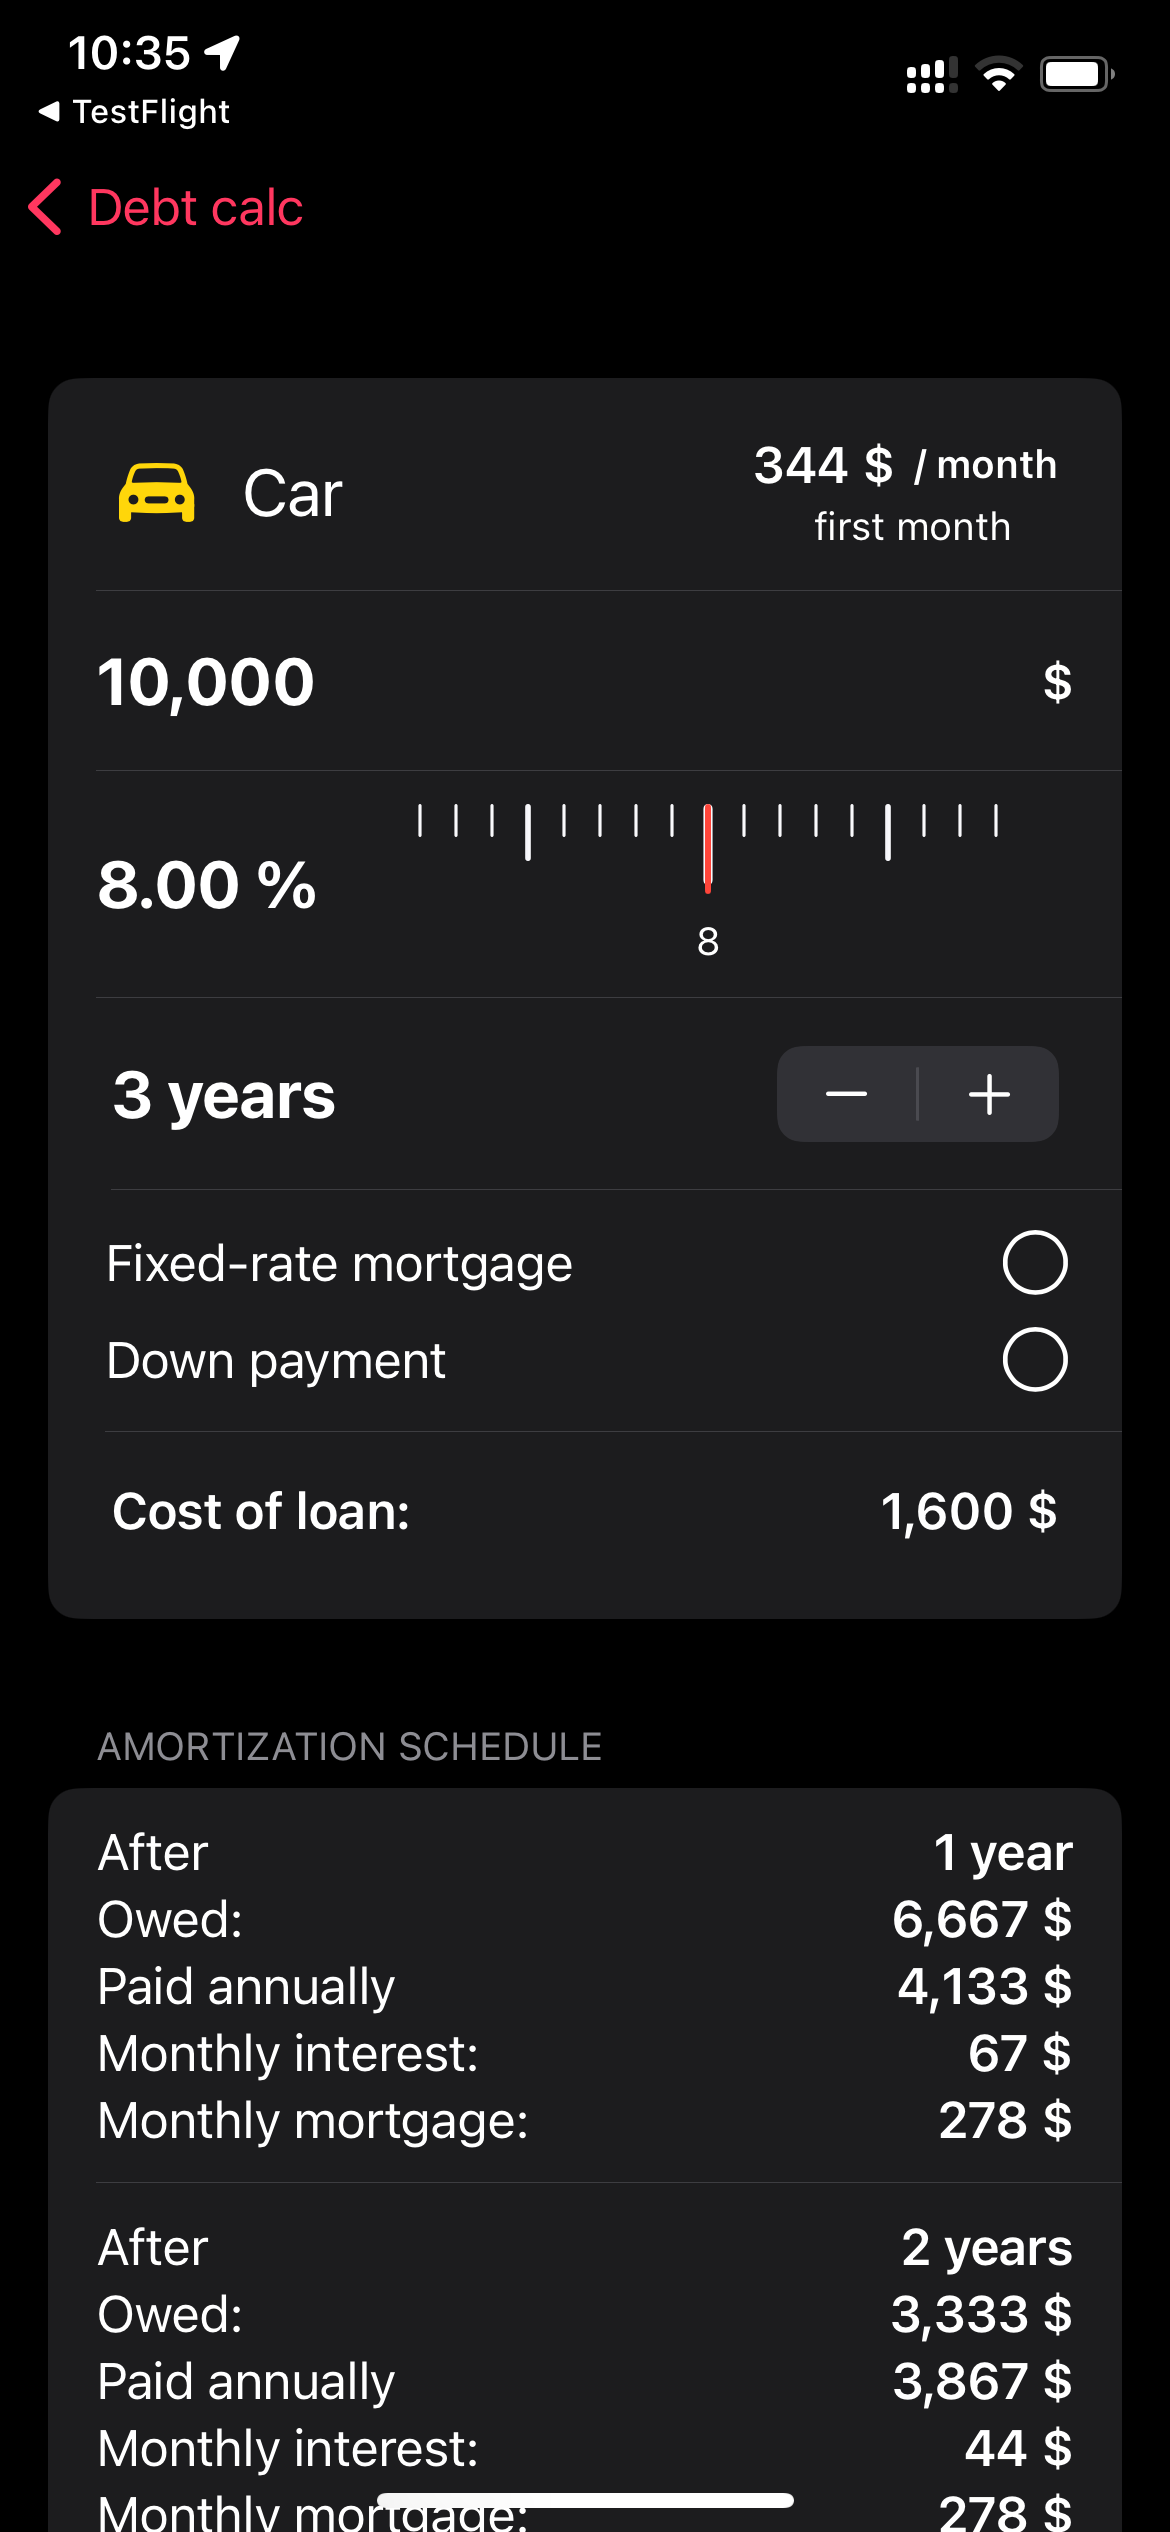 10:35
◀ TestFlight
Debt calc
Car
344 $ / month
first month
10,000 $
8.00 %
8
3 years
Fixed-rate mortgage
Down payment
Cost of loan: 1,600 $
AMORTIZATION SCHEDULE
After 1 year
Owed: 6,667 $
Paid annually 4,133 $
Monthly interest: 67 $
Monthly mortgage: 278 $
After 2 years
Owed: 3,333 $
Paid annually 3,867 $
Monthly interest: 44 $
Monthly mortgage: 278 $